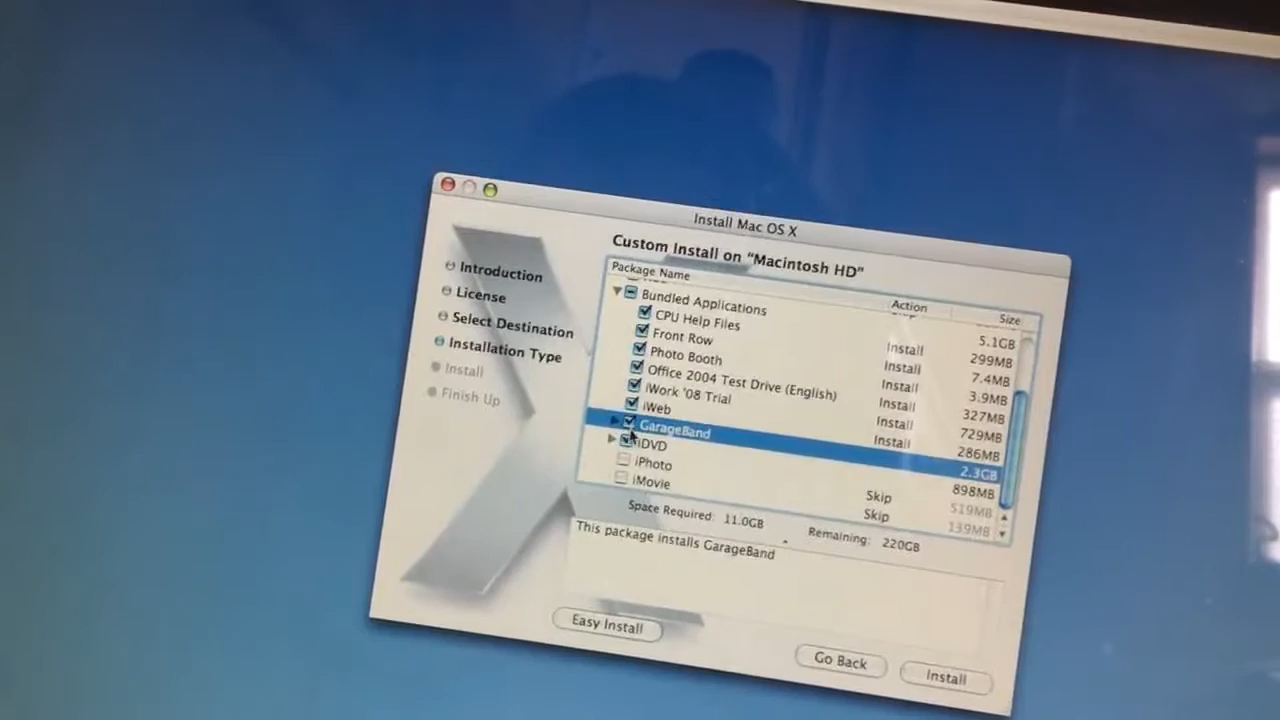 Install Mac OS X
Custom Install on "Macintosh HD"
Introduction
License
Select Destination
Installation Type
Install
Finish Up
Package Name Action Size
Bundled Applications 5.1GB
CPU Help Files Install 299MB
Front Row Install 7.4MB
Photo Booth Install 3.9MB
Office 2004 Test Drive (English) Install 327MB
iWork '08 Trial Install 729MB
iWeb Install 286MB
GarageBand 2.3GB
iDVD 898MB
iPhoto Skip 519MB
iMovie Skip 139MB
Space Required: 11.0GB Remaining: 220GB
This package installs GarageBand
Easy Install
Go Back
Install